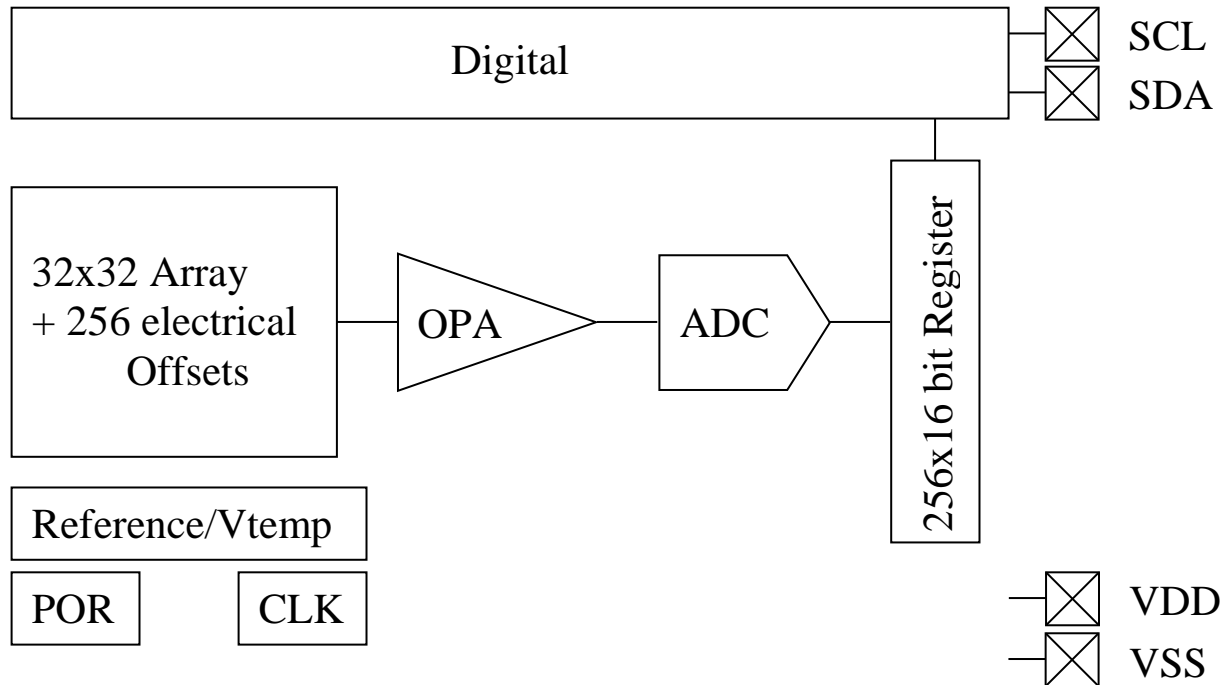 Digital
SCL
SDA
32x32 Array
+ 256 electrical
Offsets
OPA
ADC
256x16 bit Register
Reference/Vtemp
POR
CLK
VDD
VSS